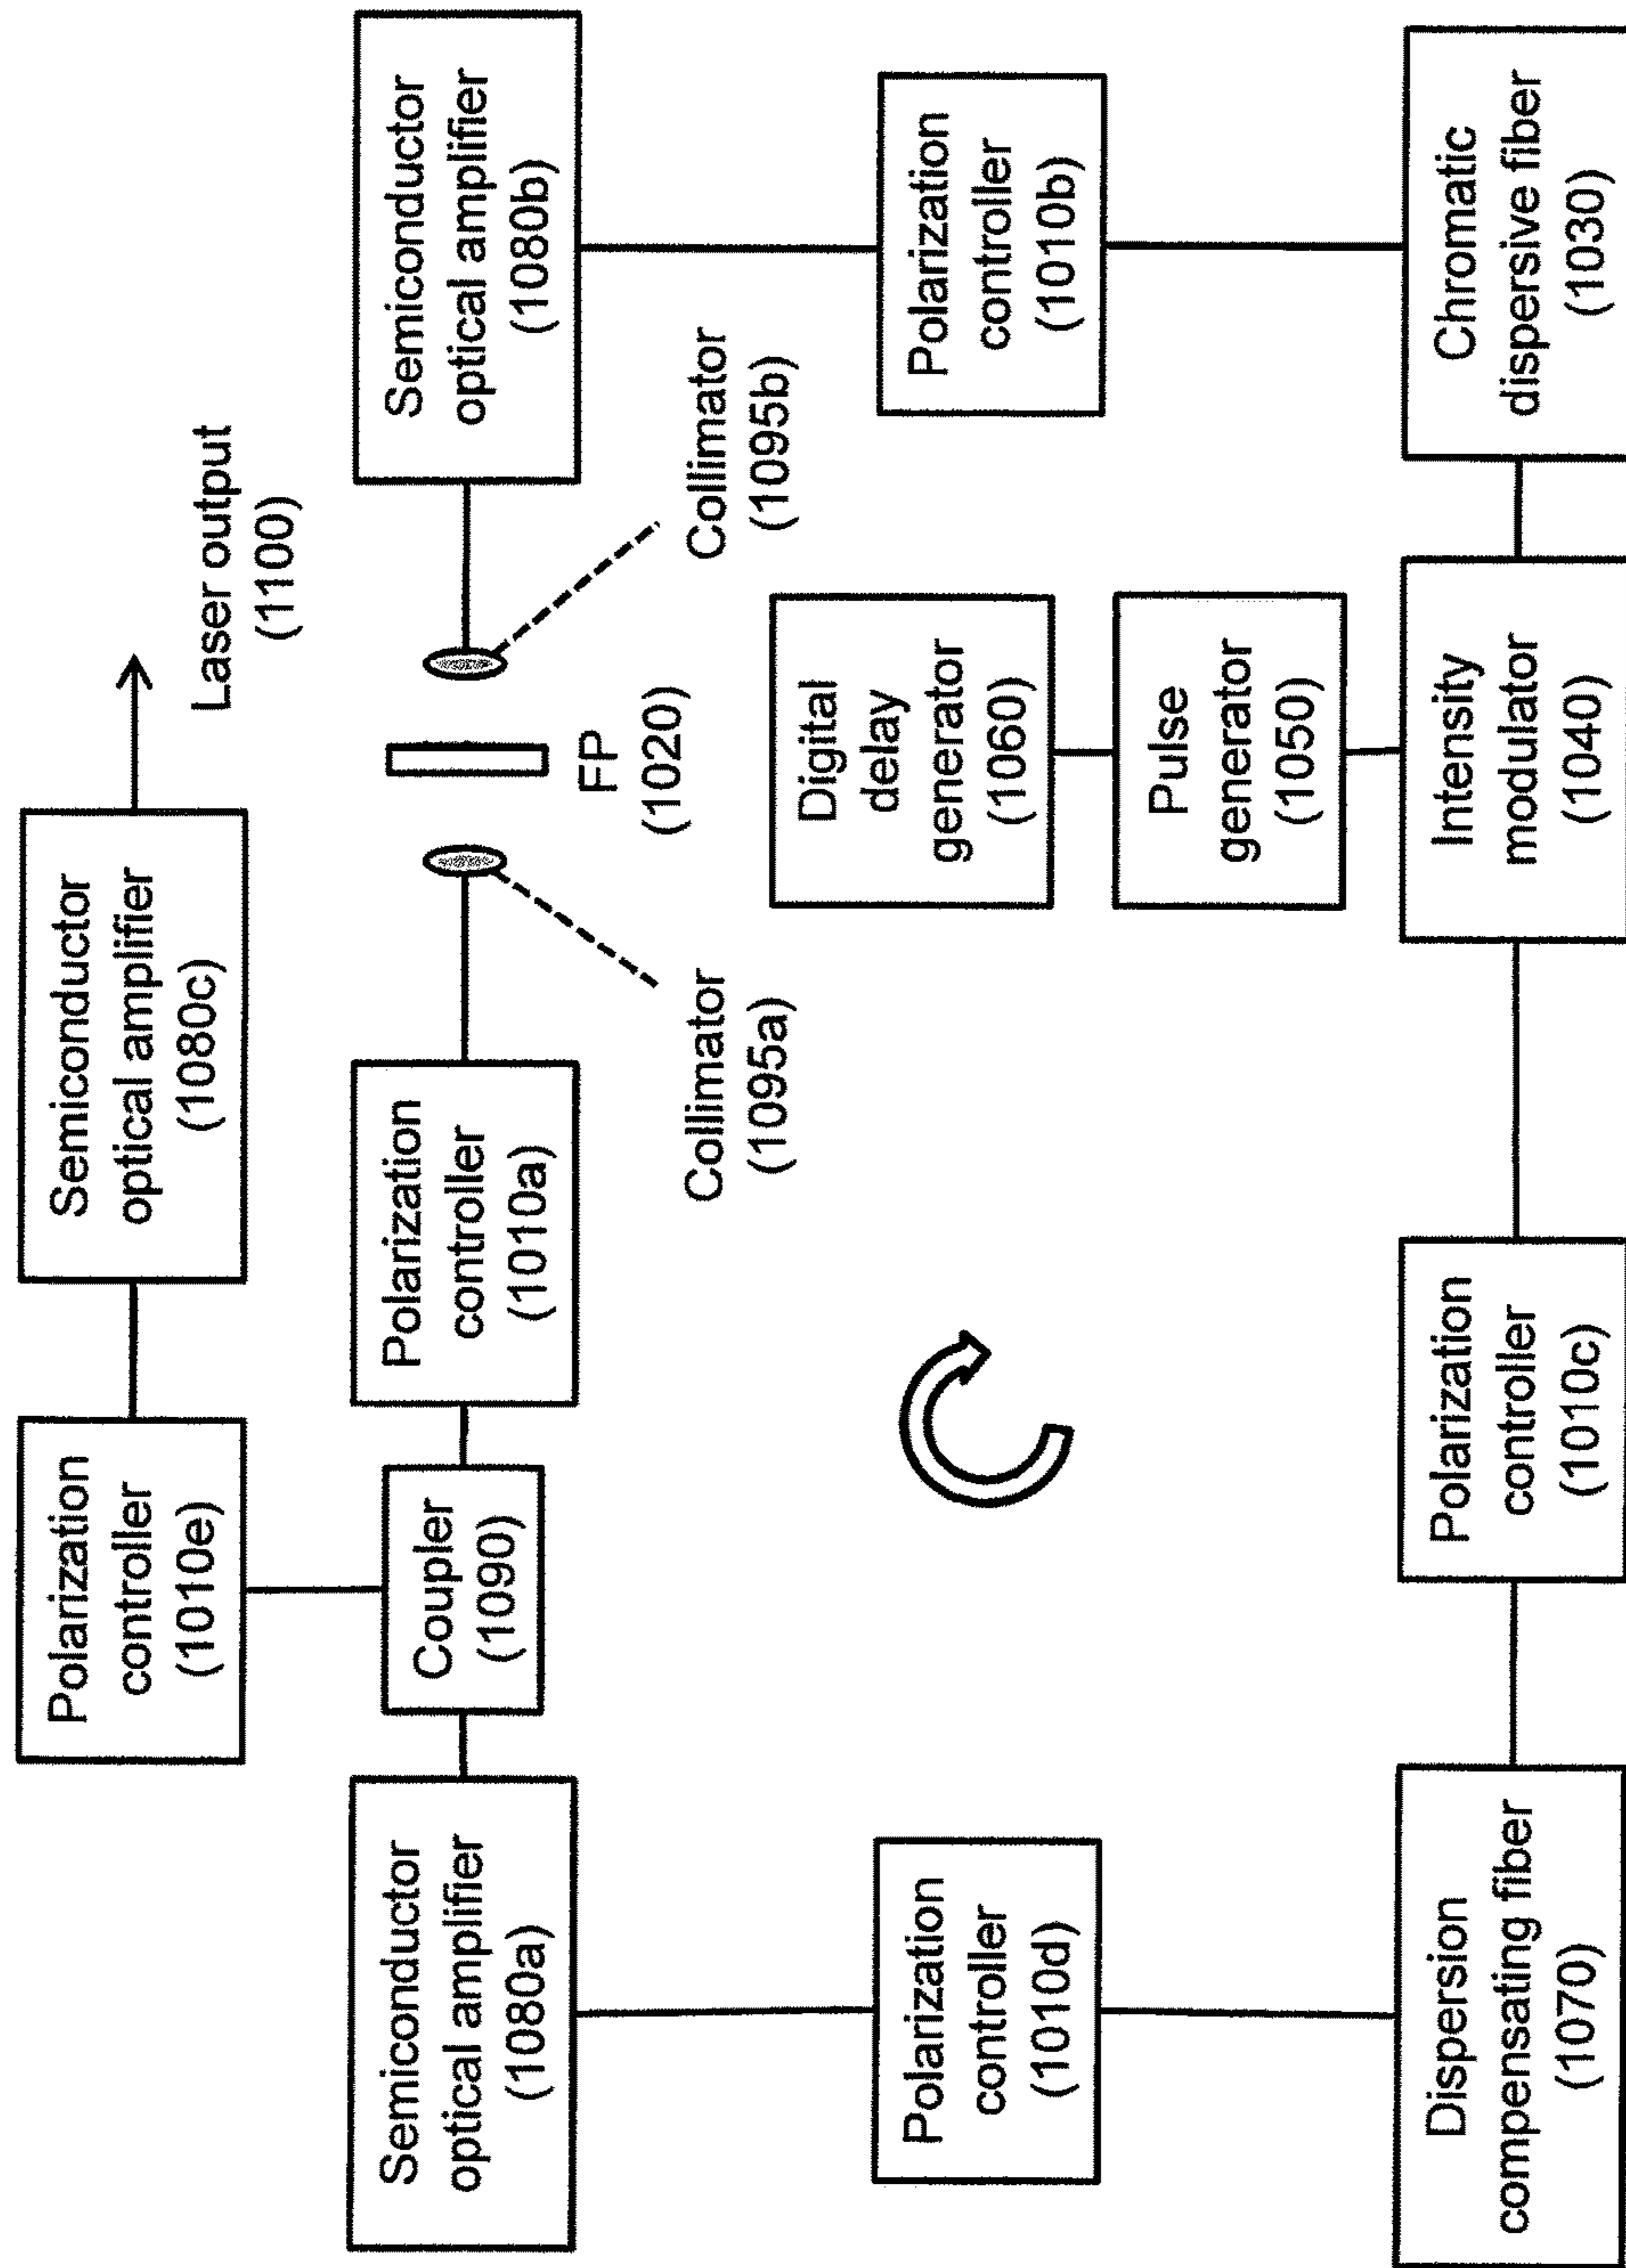 Polarization
controller
(1010e)
Semiconductor
optical amplifier
(1080c)
Laser output
(1100)
Semiconductor
optical amplifier
(1080a)
Coupler
(1090)
Polarization
controller
(1010a)
FP
(1020)
Semiconductor
optical amplifier
(1080b)
Collimator
(1095a)
Collimator
(1095b)
Polarization
controller
(1010d)
Digital
delay
generator
(1060)
Polarization
controller
(1010b)
Pulse
generator
(1050)
Dispersion
compensating fiber
(1070)
Polarization
controller
(1010c)
Intensity
modulator
(1040)
Chromatic
dispersive fiber
(1030)